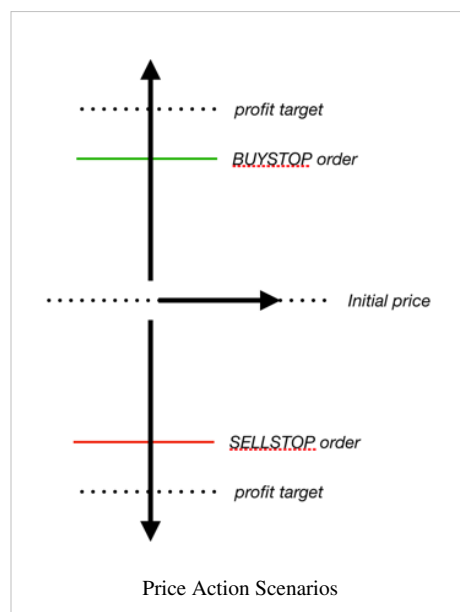 profit target
BUYSTOP order
Initial price
SELLSTOP order
profit target
Price Action Scenarios